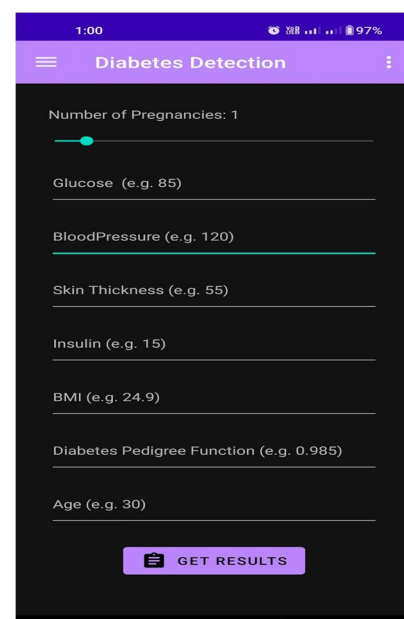 1:00
97%
Diabetes Detection
Number of Pregnancies: 1
Glucose (e.g. 85)
BloodPressure (e.g. 120)
Skin Thickness (e.g. 55)
Insulin (e.g. 15)
BMI (e.g. 24.9)
Diabetes Pedigree Function (e.g. 0.985)
Age (e.g. 30)
GET RESULTS